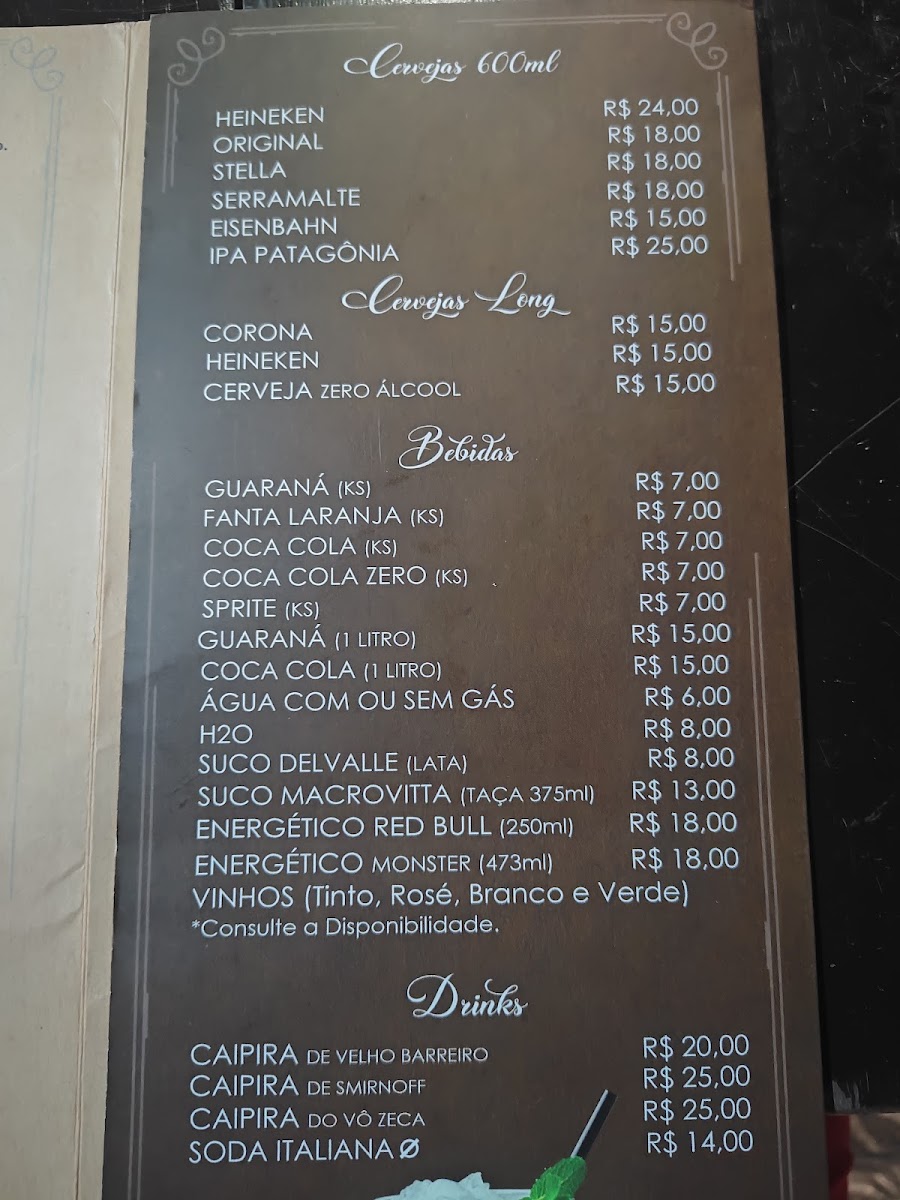 Cervejas 600ml
HEINEKEN R$ 24,00
ORIGINAL R$ 18,00
STELLA R$ 18,00
SERRAMALTE R$ 18,00
EISENBAHN R$ 15,00
IPA PATAGÔNIA R$ 25,00
Cervejas Long
CORONA R$ 15,00
HEINEKEN R$ 15,00
CERVEJA ZERO ÁLCOOL R$ 15,00
Bebidas
GUARANÁ (KS) R$ 7,00
FANTA LARANJA (KS) R$ 7,00
COCA COLA (KS) R$ 7,00
COCA COLA ZERO (KS) R$ 7,00
SPRITE (KS) R$ 7,00
GUARANÁ (1 LITRO) R$ 15,00
COCA COLA (1 LITRO) R$ 15,00
ÁGUA COM OU SEM GÁS R$ 6,00
H2O R$ 8,00
SUCO DELVALLE (LATA) R$ 8,00
SUCO MACROVITTA (TAÇA 375ml) R$ 13,00
ENERGÉTICO RED BULL (250ml) R$ 18,00
ENERGÉTICO MONSTER (473ml) R$ 18,00
VINHOS (Tinto, Rosé, Branco e Verde)
*Consulte a Disponibilidade.
Drinks
CAIPIRA DE VELHO BARREIRO R$ 20,00
CAIPIRA DE SMIRNOFF R$ 25,00
CAIPIRA DO VÔ ZECA R$ 25,00
SODA ITALIANA Ø R$ 14,00